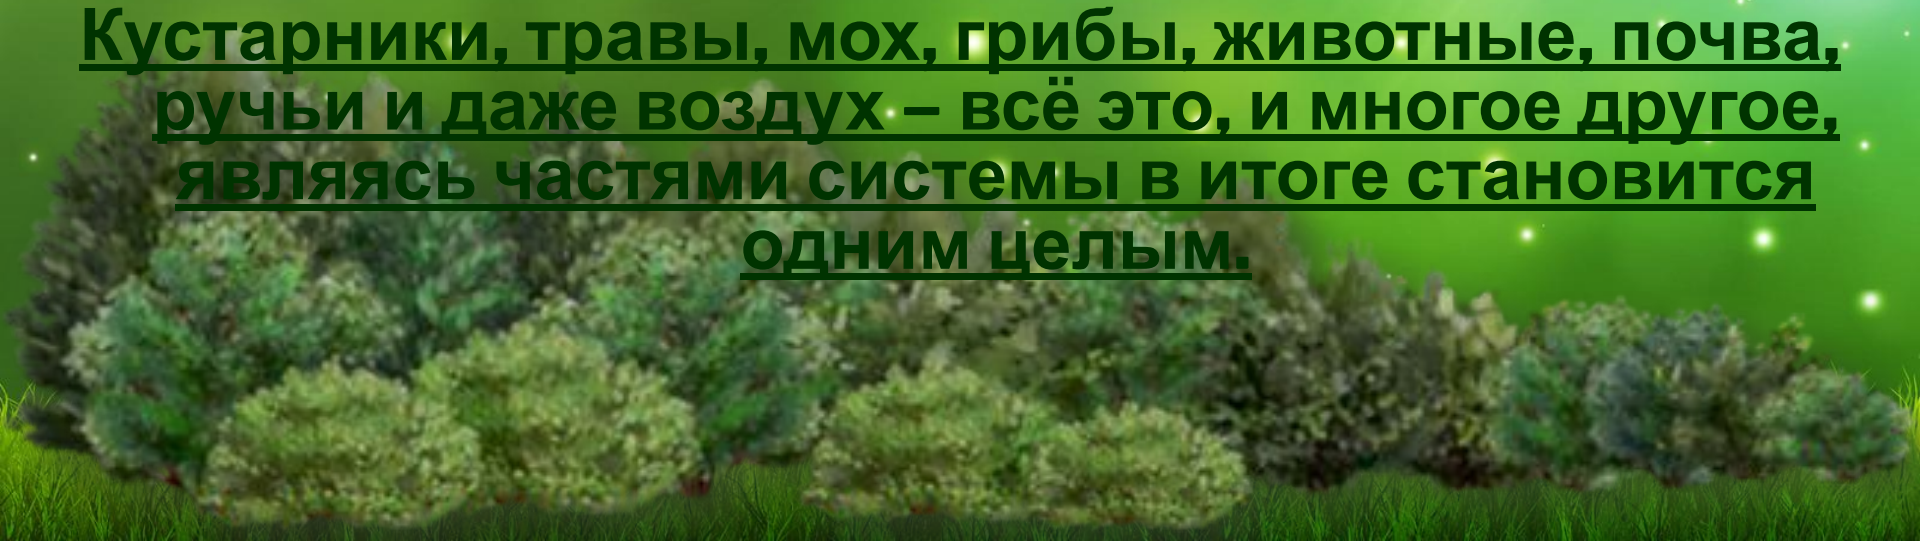 Кустарники, травы, мох, грибы, животные, почва,
ручьи и даже воздух – всё это, и многое другое,
являясь частями системы в итоге становится
одним целым.